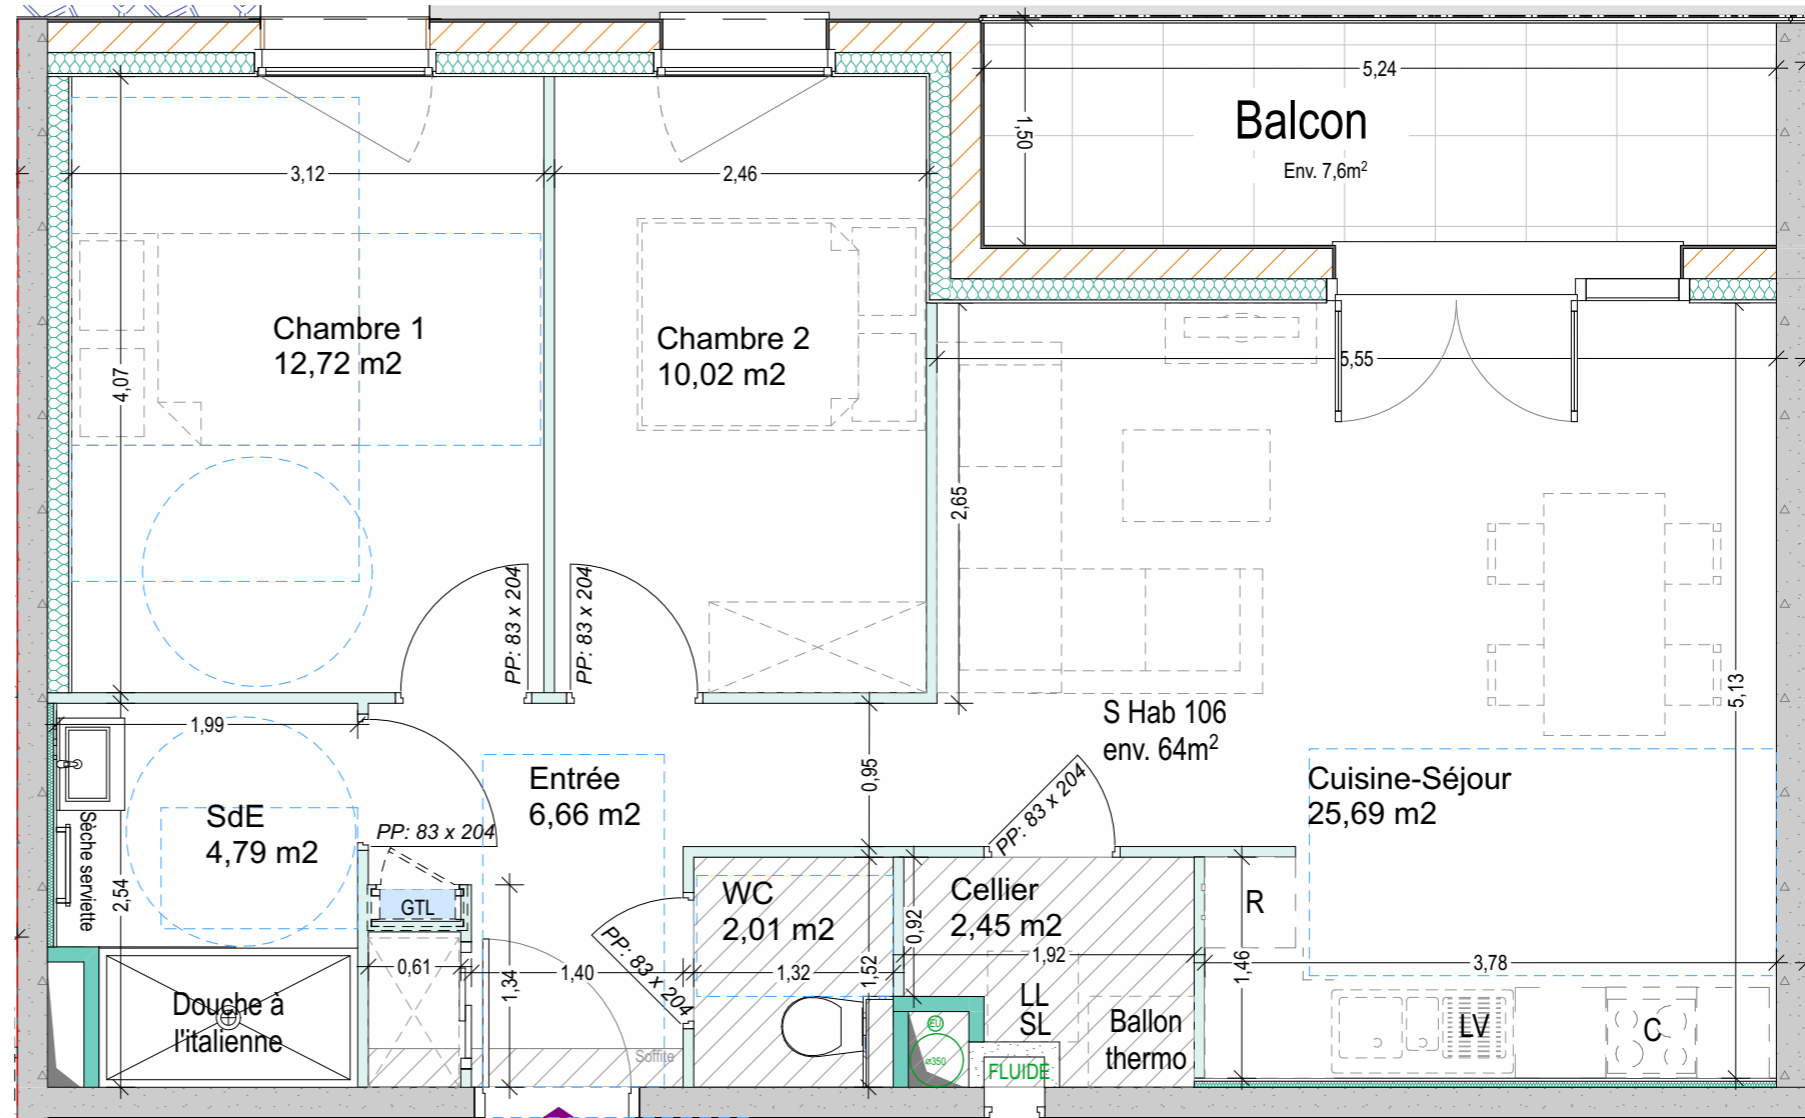 5,24
Balcon
Env. 7,6m²
1,50
3,12
2,46
Chambre 1
12,72 m2
Chambre 2
10,02 m2
4,07
5,55
2,65
PP: 83 x 204
PP: 83 x 204
5,13
S Hab 106
env. 64m²
1,99
0,95
Entrée
6,66 m2
Cuisine-Séjour
25,69 m2
SdE
4,79 m2
PP: 83 x 204
PP: 83 x 204
Sèche serviette
2,54
GTL
WC
2,01 m2
Cellier
2,45 m2
0,92
R
PP: 83 x 204
0,61
1,40
1,34
1,32
1,52
1,92
1,46
3,78
Douche à
l'italienne
LL
SL
Ballon
thermo
LV
C
EU
ø350
Soffite
FLUIDE